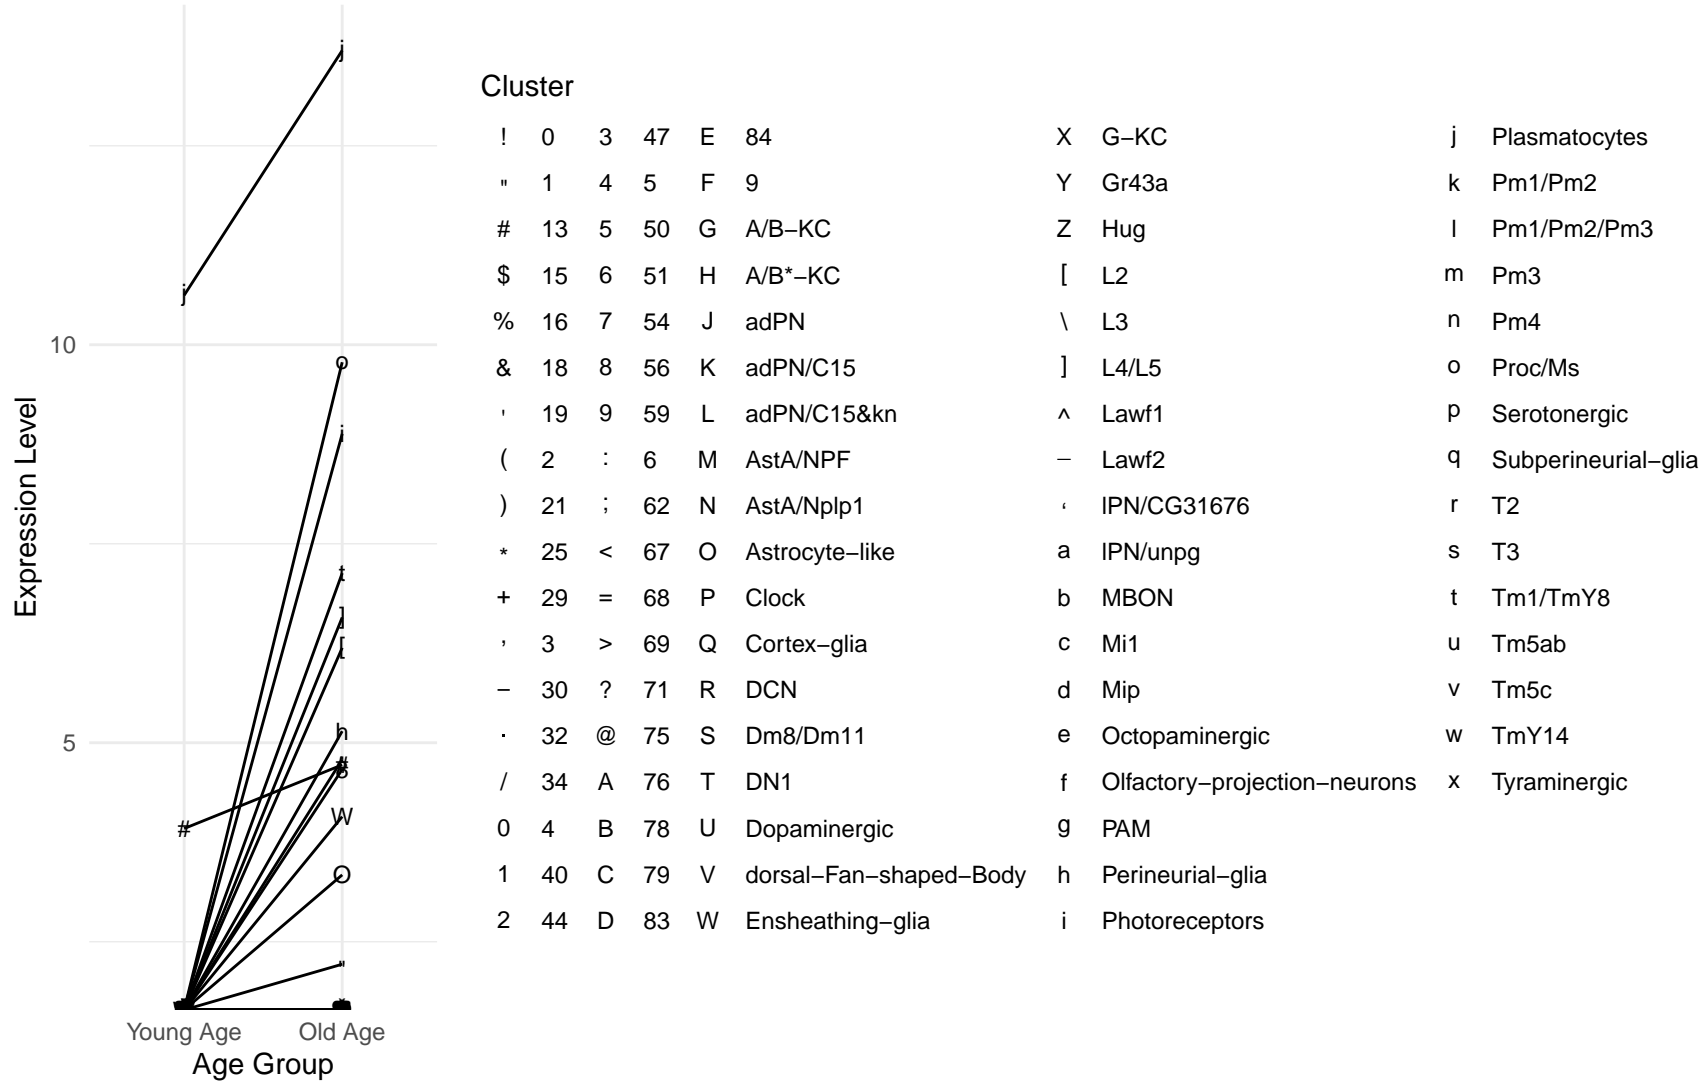 Cluster
! 0 3 47 E 84 X G−KC j Plasmatocytes
" 1 4 5 F 9 Y Gr43a k Pm1/Pm2
# 13 5 50 G A/B−KC Z Hug l Pm1/Pm2/Pm3
$ 15 6 51 H A/B*−KC [ L2 m Pm3
% 16 7 54 J adPN \ L3 n Pm4
& 18 8 56 K adPN/C15 ] L4/L5 o Proc/Ms
' 19 9 59 L adPN/C15&kn ^ Lawf1 p Serotonergic
( 2 : 6 M AstA/NPF − Lawf2 q Subperineurial−glia
) 21 ; 62 N AstA/Nplp1 ‘ lPN/CG31676 r T2
* 25 < 67 O Astrocyte−like a lPN/unpg s T3
+ 29 = 68 P Clock b MBON t Tm1/TmY8
, 3 > 69 Q Cortex−glia c Mi1 u Tm5ab
− 30 ? 71 R DCN d Mip v Tm5c
. 32 @ 75 S Dm8/Dm11 e Octopaminergic w TmY14
/ 34 A 76 T DN1 f Olfactory−projection−neurons x Tyraminergic
0 4 B 78 U Dopaminergic g PAM
1 40 C 79 V dorsal−Fan−shaped−Body h Perineurial−glia
2 44 D 83 W Ensheathing−glia i Photoreceptors
Expression Level
10
5
j
j
o
i
t
]
[
h
#
#
W
O
"
Young Age Old Age
Age Group